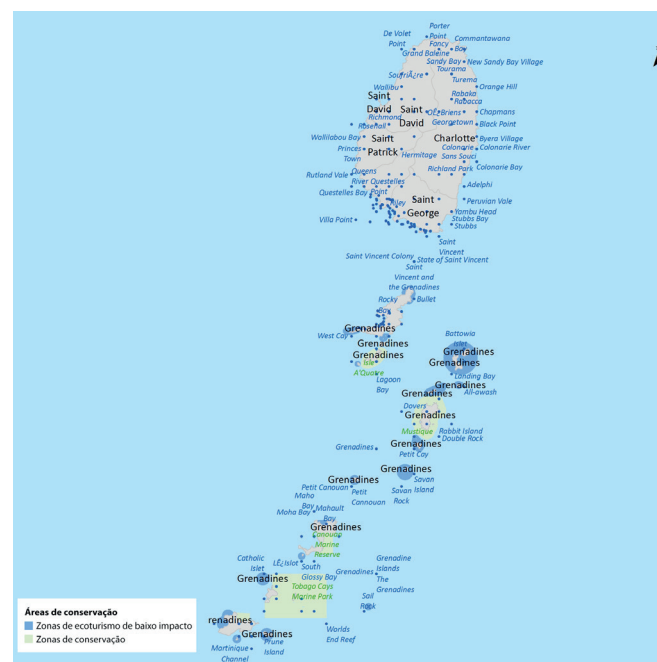 Porter
Point
De Volet
Point
Fancy
Commantawana
Bay
Grand Baleine
Sandy Bay
New Sandy Bay Village
Tourama
Turema
Wallibu
Orange Hill
Saint
David
Saint
David
Rabaka
Rabacca
Richmond
Chapmans
Rosehall
Georgetown
Black Point
Wallilabou Bay
Saint
Patrick
Charlotte
Byera Village
Princes
Town
Hermitage
Colonarie
Colonarie River
Sans Souci
Colonarie Bay
Richland Park
Rutland Vale
Queens
River Questelles
Questelles Bay Point
Adelphi
Saint
George
Peruvian Vale
Yambu Head
Stubbs Bay
Stubbs
Villa Point
Saint
Vincent
Saint Vincent Colony
State of Saint Vincent
Saint
Vincent and
the Grenadines
Rocky
Bay
Bullet
Grenadines
West Cay
Grenadines
Grenadines
Isle
A'Quatre
Battowia
Islet
Grenadines
Grenadines
Lagoon
Bay
Landing Bay
Grenadines
All-awash
Grenadines
Dovers
Grenadines
Mustique
Rabbit Island
Double Rock
Grenadines
Grenadines
Petit Cay
Grenadines
Savan
Island
Savan
Rock
Grenadines
Petit Canouan
Petit
Cannouan
Maho
Bay
Moha Bay
Mahault
Bay
Grenadines
Canouan
Marine
Reserve
Catholic
Islet
Grenadines
South
Glossy Bay
Grenadines
Grenadine
Islands
The
Grenadines
Tobago Cays
Marine Park
Sail
Rock
renadines
Grenadines
Prune
Island
Worlds
End Reef
Martinique
Channel
Áreas de conservação
Zonas de ecoturismo de baixo impacto
Zonas de conservação